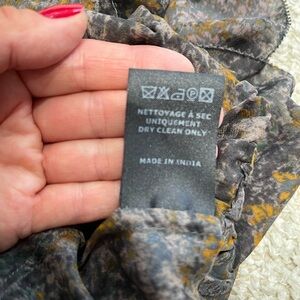 NETTOYAGE À SEC
UNIQUEMENT
DRY CLEAN ONLY
MADE IN INDIA